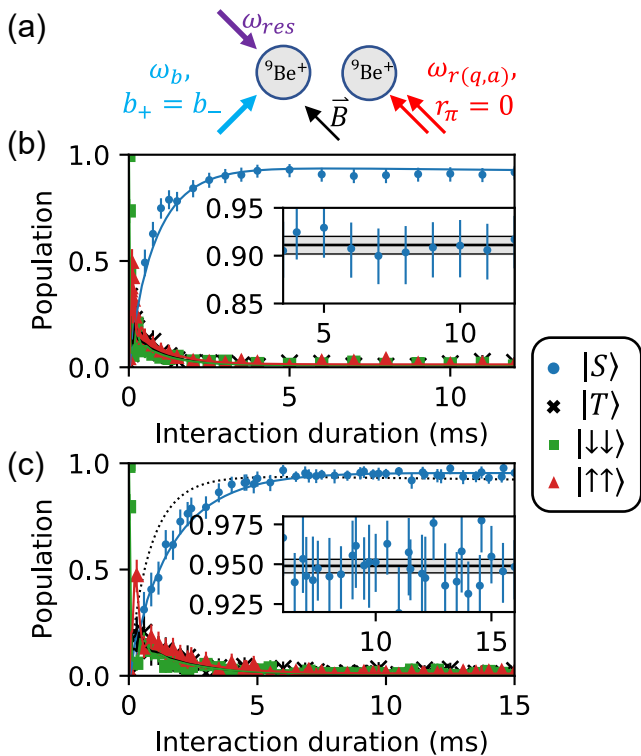 (a)
ω_res
⁹Be⁺ ⁹Be⁺
ω_b,
b₊ = b₋
B⃗
ω_r(q,a),
r_π = 0
(b)
Population
1.0
0.5
0.0
0.95
0.90
0.85
5 10
0 5 10
Interaction duration (ms)
(c)
Population
1.0
0.5
0.0
0.975
0.950
0.925
10 15
0 5 10 15
Interaction duration (ms)
|S⟩
|T⟩
|↓↓⟩
|↑↑⟩